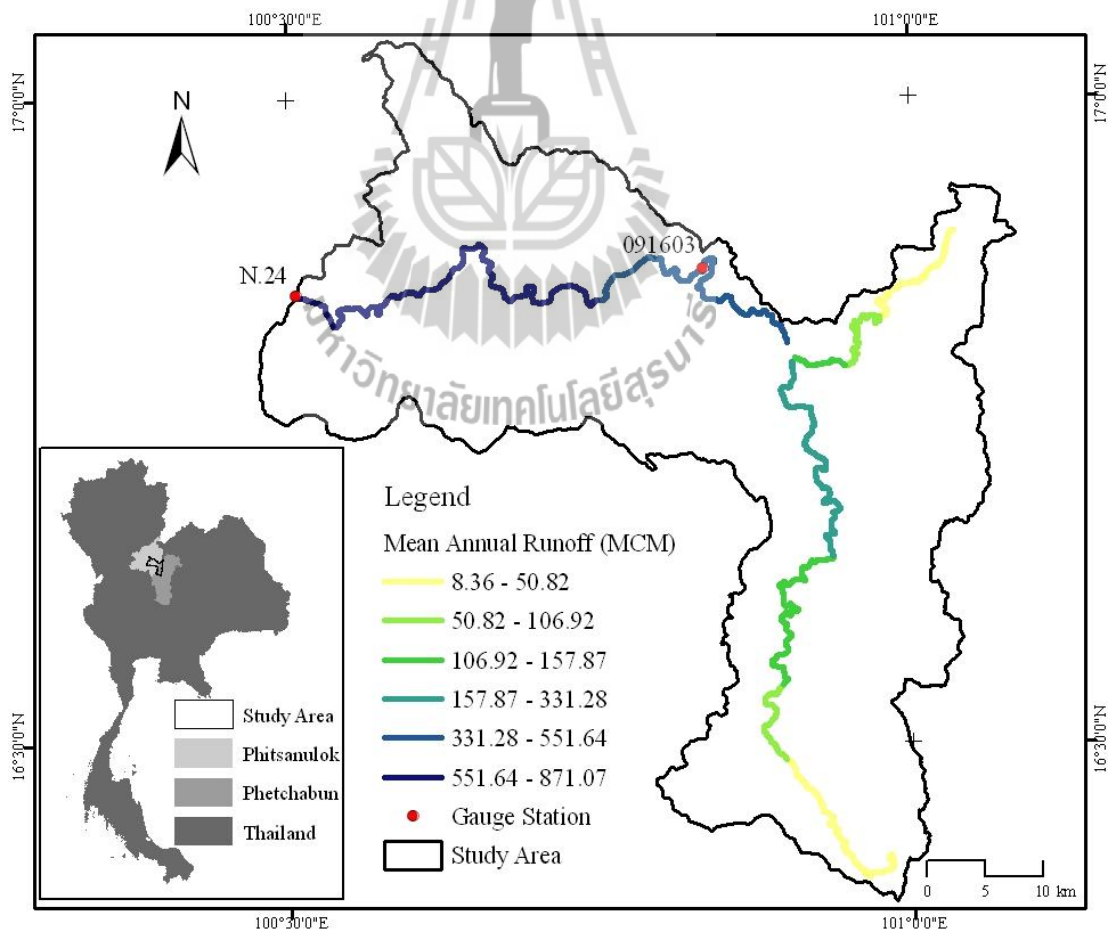 100°30'0"E
101°0'0"E
17°0'0"N
17°0'0"N
N
091603
N.24
มหาวิทยาลัยเทคโนโลยีสุรนารี
Legend
Mean Annual Runoff (MCM)
8.36 - 50.82
50.82 - 106.92
106.92 - 157.87
157.87 - 331.28
331.28 - 551.64
551.64 - 871.07
Gauge Station
Study Area
Study Area
Phitsanulok
Phetchabun
Thailand
16°30'0"N
16°30'0"N
0 5 10 km
100°30'0"E
101°0'0"E